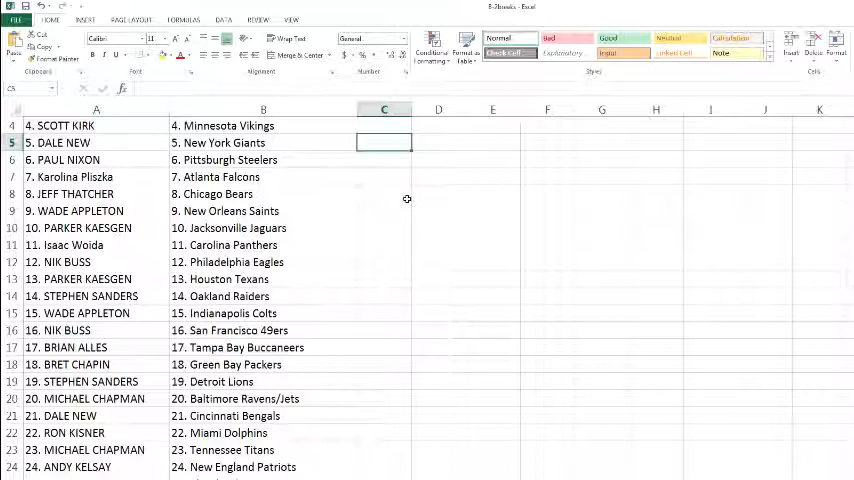 8-2breeks - Excel
FILE HOME INSERT PAGE LAYOUT FORMULAS DATA REVIEW VIEW
Cut Calibri 11 A A Wrap Text General Normal Bad Good Neutral Calculation
Copy
Paste Format Painter B I U A Merge & Center $ % , Conditional Formatting Format as Table Check Cell Explanatory... Input Linked Cell Note Insert Delete Format
Clipboard Font Alignment Number Styles Cells
C5 fx
A B C D E F G H I J K
4 4. SCOTT KIRK 4. Minnesota Vikings
5 5. DALE NEW 5. New York Giants
6 6. PAUL NIXON 6. Pittsburgh Steelers
7 7. Karolina Pliszka 7. Atlanta Falcons
8 8. JEFF THATCHER 8. Chicago Bears
9 9. WADE APPLETON 9. New Orleans Saints
10 10. PARKER KAESGEN 10. Jacksonville Jaguars
11 11. Isaac Woida 11. Carolina Panthers
12 12. NIK BUSS 12. Philadelphia Eagles
13 13. PARKER KAESGEN 13. Houston Texans
14 14. STEPHEN SANDERS 14. Oakland Raiders
15 15. WADE APPLETON 15. Indianapolis Colts
16 16. NIK BUSS 16. San Francisco 49ers
17 17. BRIAN ALLES 17. Tampa Bay Buccaneers
18 18. BRET CHAPIN 18. Green Bay Packers
19 19. STEPHEN SANDERS 19. Detroit Lions
20 20. MICHAEL CHAPMAN 20. Baltimore Ravens/Jets
21 21. DALE NEW 21. Cincinnati Bengals
22 22. RON KISNER 22. Miami Dolphins
23 23. MICHAEL CHAPMAN 23. Tennessee Titans
24 24. ANDY KELSAY 24. New England Patriots